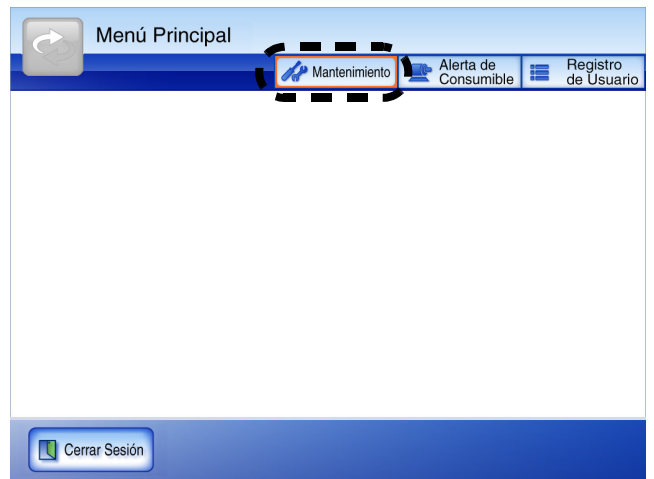 Menú Principal
Mantenimiento
Alerta de
Consumible
Registro
de Usuario
Cerrar Sesión